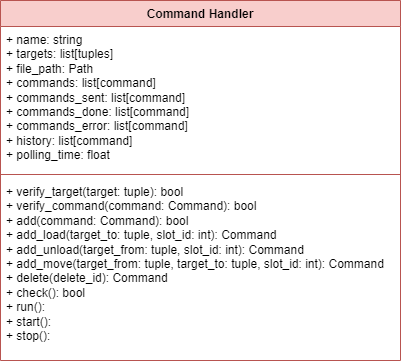 Command Handler
+ name: string
+ targets: list[tuples]
+ file_path: Path
+ commands: list[command]
+ commands_sent: list[command]
+ commands_done: list[command]
+ commands_error: list[command]
+ history: list[command]
+ polling_time: float
+ verify_target(target: tuple): bool
+ verify_command(command: Command): bool
+ add(command: Command): bool
+ add_load(target_to: tuple, slot_id: int): Command
+ add_unload(target_from: tuple, slot_id: int): Command
+ add_move(target_from: tuple, target_to: tuple, slot_id: int): Command
+ delete(delete_id): Command
+ check(): bool
+ run():
+ start():
+ stop():